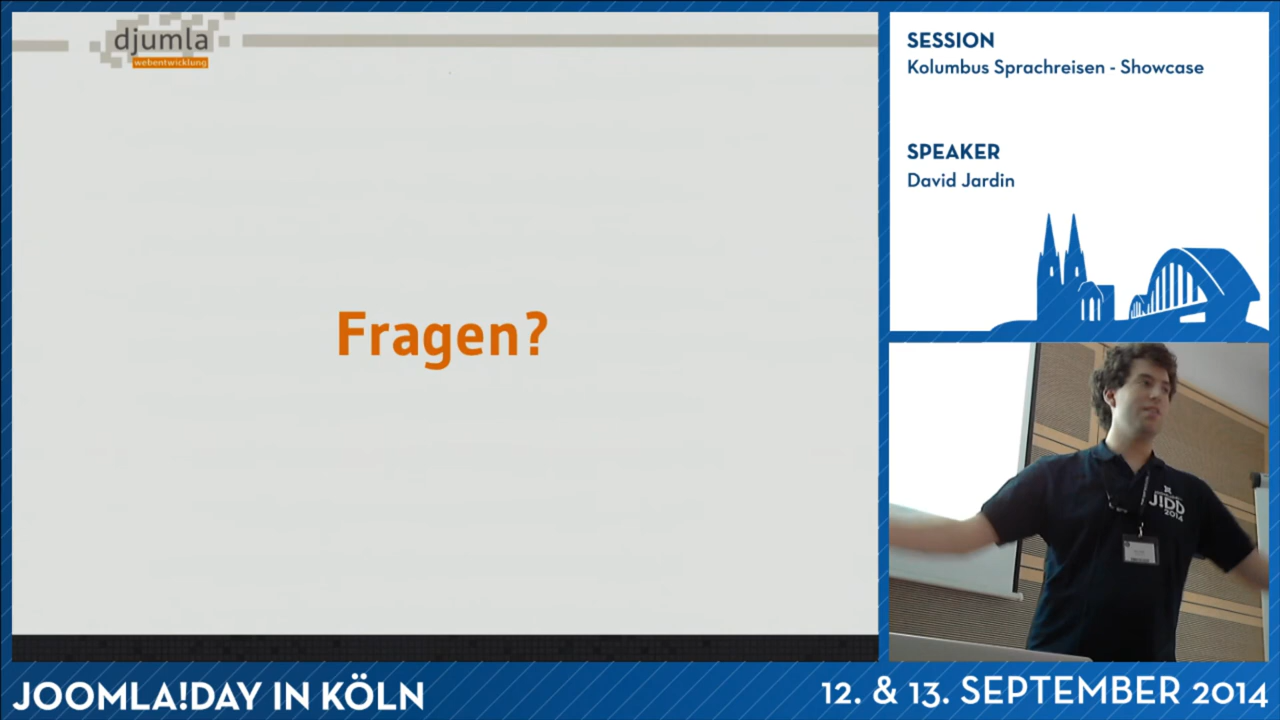 djumla
webentwicklung
Fragen?
SESSION
Kolumbus Sprachreisen - Showcase
SPEAKER
David Jardin
J!DD
2014
JOOMLA!DAY IN KÖLN
12. & 13. SEPTEMBER 2014